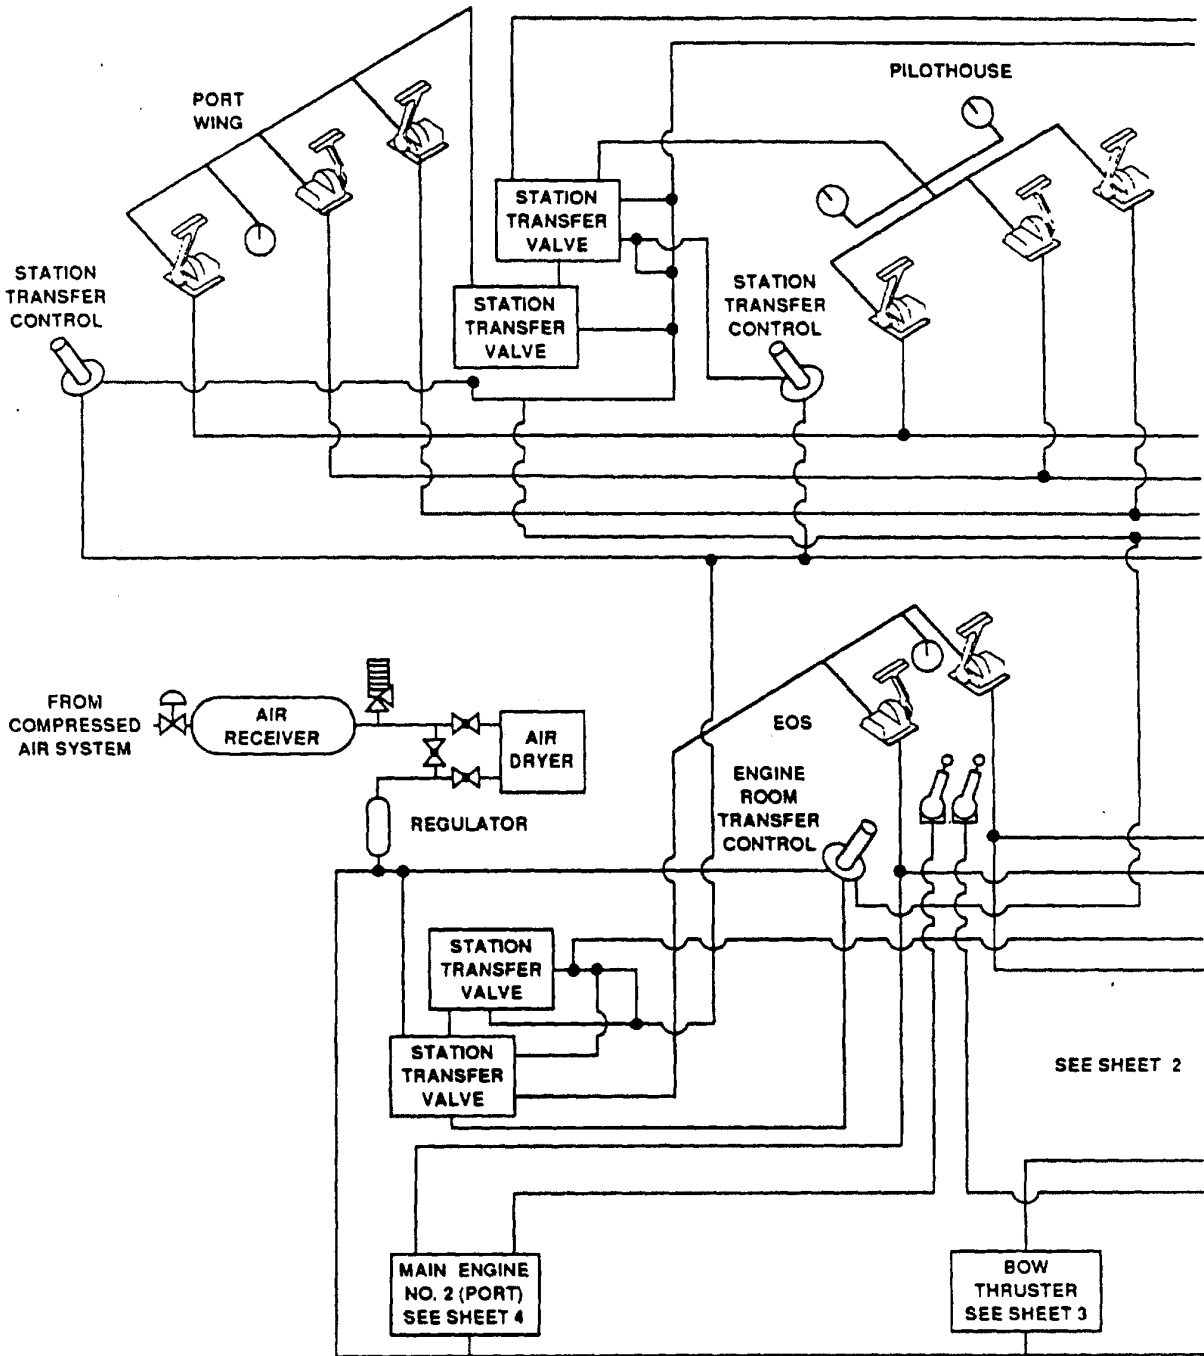 PILOTHOUSE
PORT
WING
STATION
TRANSFER
VALVE
STATION
TRANSFER
CONTROL
STATION
TRANSFER
VALVE
STATION
TRANSFER
CONTROL
FROM
COMPRESSED
AIR SYSTEM
AIR
RECEIVER
AIR
DRYER
EOS
REGULATOR
ENGINE
ROOM
TRANSFER
CONTROL
STATION
TRANSFER
VALVE
STATION
TRANSFER
VALVE
SEE SHEET 2
MAIN ENGINE
NO. 2 (PORT)
SEE SHEET 4
BOW
THRUSTER
SEE SHEET 3